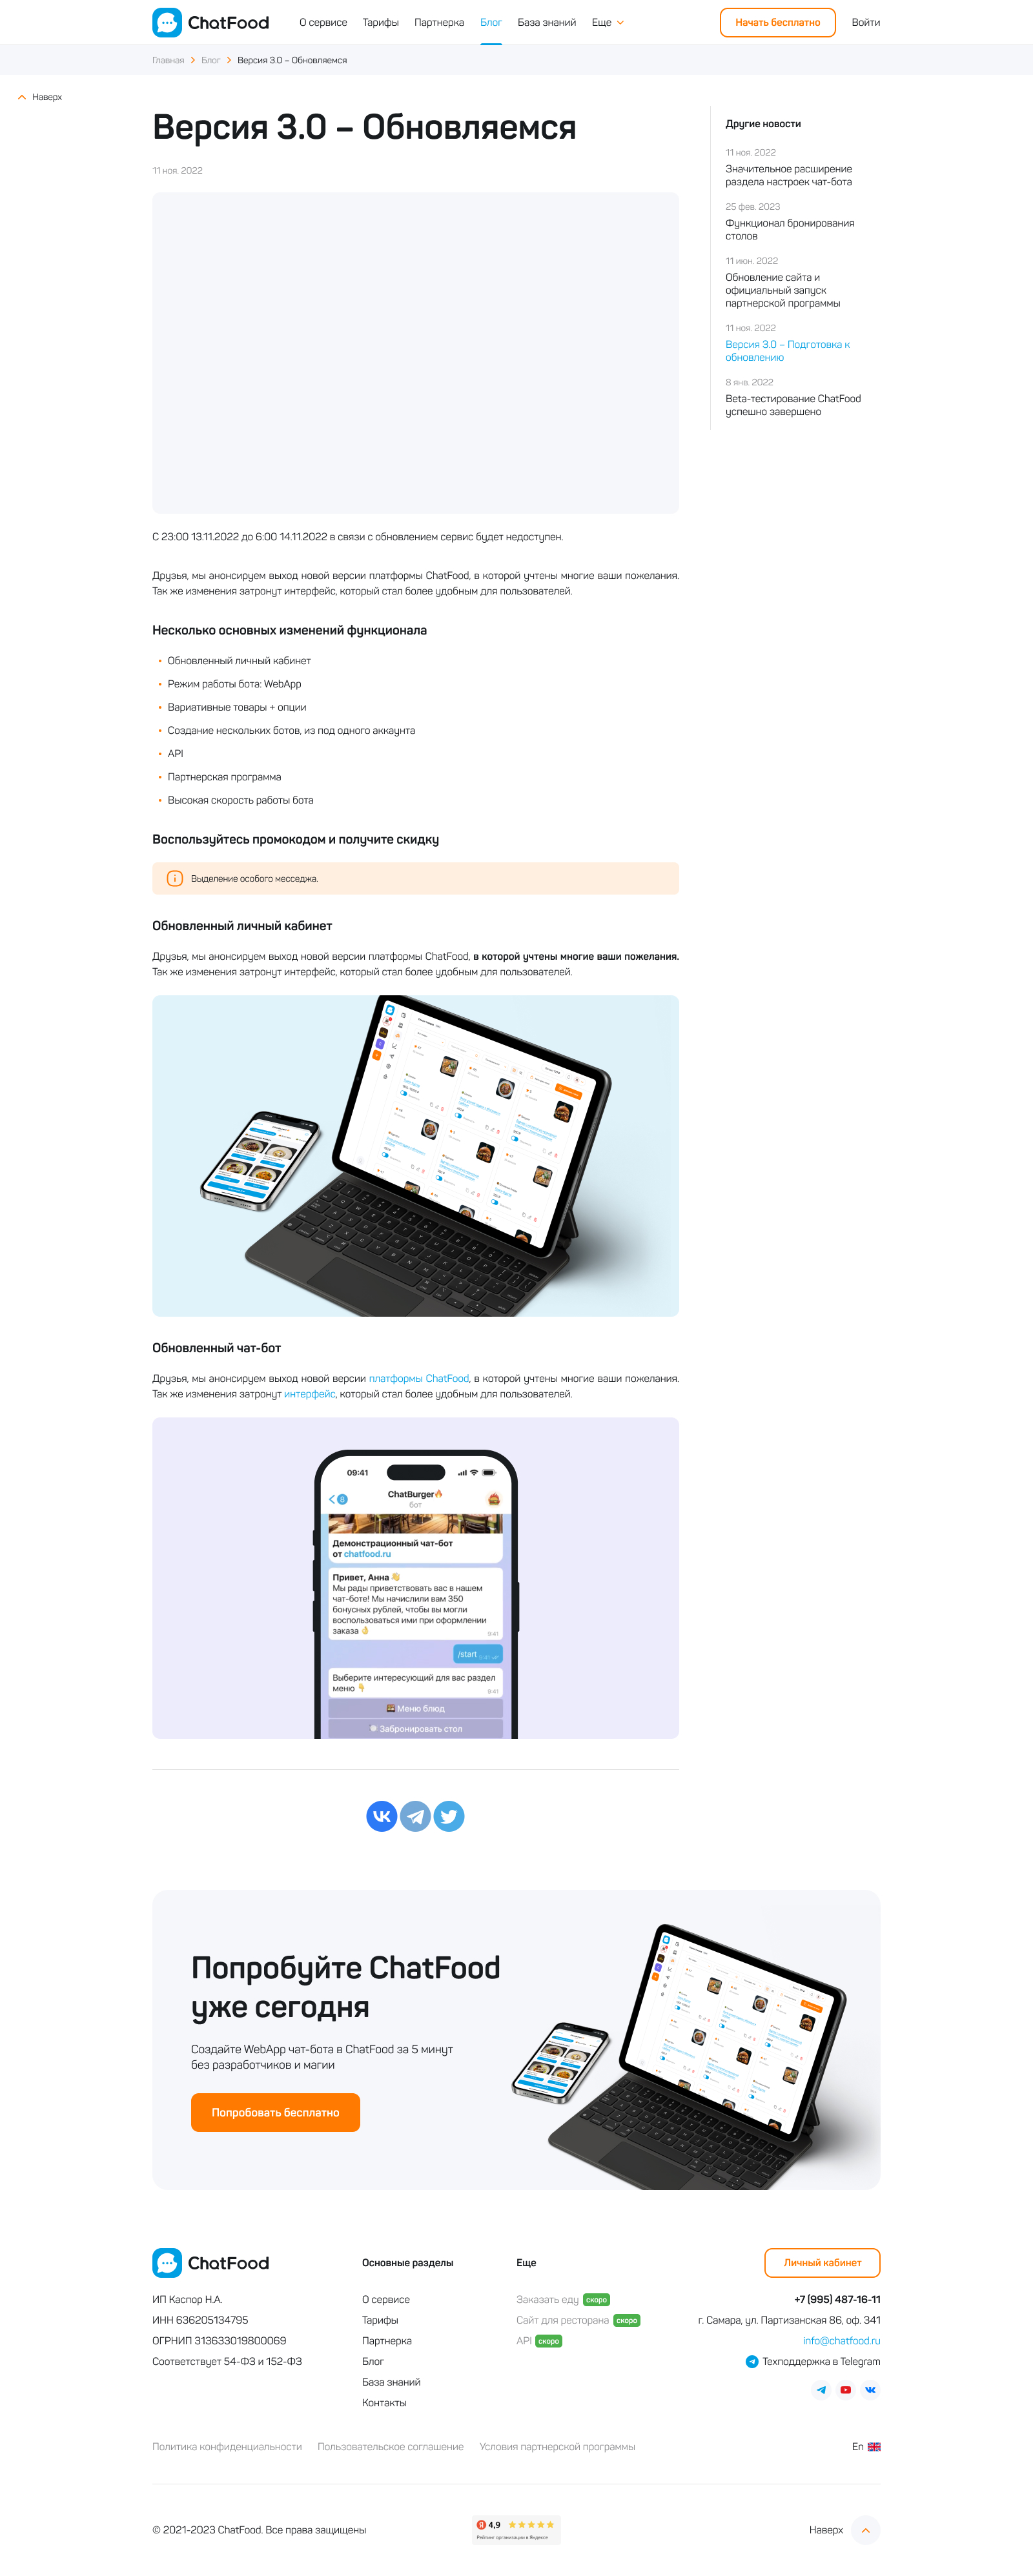 ChatFood
О сервисе
Тарифы
Партнерка
Блог
База знаний
Еще
Начать бесплатно
Войти
Главная
Блог
Версия 3.0 – Обновляемся
Наверх
Версия 3.0 – Обновляемся
11 ноя. 2022
С 23:00 13.11.2022 до 6:00 14.11.2022 в связи с обновлением сервис будет недоступен.
Друзья, мы анонсируем выход новой версии платформы ChatFood, в которой учтены многие ваши пожелания.
Так же изменения затронут интерфейс, который стал более удобным для пользователей.
Несколько основных изменений функционала
Обновленный личный кабинет
Режим работы бота: WebApp
Вариативные товары + опции
Создание нескольких ботов, из под одного аккаунта
API
Партнерская программа
Высокая скорость работы бота
Воспользуйтесь промокодом и получите скидку
Выделение особого месседжа.
Обновленный личный кабинет
Друзья, мы анонсируем выход новой версии платформы ChatFood, в которой учтены многие ваши пожелания.
Так же изменения затронут интерфейс, который стал более удобным для пользователей.
Обновленный чат-бот
Друзья, мы анонсируем выход новой версии платформы ChatFood, в которой учтены многие ваши пожелания.
Так же изменения затронут интерфейс, который стал более удобным для пользователей.
09:41
8
ChatBurger🔥
бот
Демонстрационный чат-бот
от chatfood.ru
Привет, Анна 👋
Мы рады приветствовать вас в нашем
чат-боте! Мы начислили вам 350
бонусных рублей, чтобы вы могли
воспользоваться ими при оформлении
заказа 👌
9:41
/start
9:41
Выберите интересующий для вас раздел
меню 👇
9:41
🍱 Меню блюд
🍽 Забронировать стол
Другие новости
11 ноя. 2022
Значительное расширение
раздела настроек чат-бота
25 фев. 2023
Функционал бронирования
столов
11 июн. 2022
Обновление сайта и
официальный запуск
партнерской программы
11 ноя. 2022
Версия 3.0 – Подготовка к
обновлению
8 янв. 2022
Beta-тестирование ChatFood
успешно завершено
Попробуйте ChatFood
уже сегодня
Создайте WebApp чат-бота в ChatFood за 5 минут
без разработчиков и магии
Попробовать бесплатно
ChatFood
ИП Каспор Н.А.
ИНН 636205134795
ОГРНИП 313633019800069
Соответствует 54-ФЗ и 152-ФЗ
Основные разделы
О сервисе
Тарифы
Партнерка
Блог
База знаний
Контакты
Еще
Заказать еду скоро
Сайт для ресторана скоро
API скоро
Личный кабинет
+7 (995) 487-16-11
г. Самара, ул. Партизанская 86, оф. 341
info@chatfood.ru
Техподдержка в Telegram
Политика конфиденциальности
Пользовательское соглашение
Условия партнерской программы
En
© 2021-2023 ChatFood. Все права защищены
Я 4,9
Рейтинг организации в Яндексе
Наверх